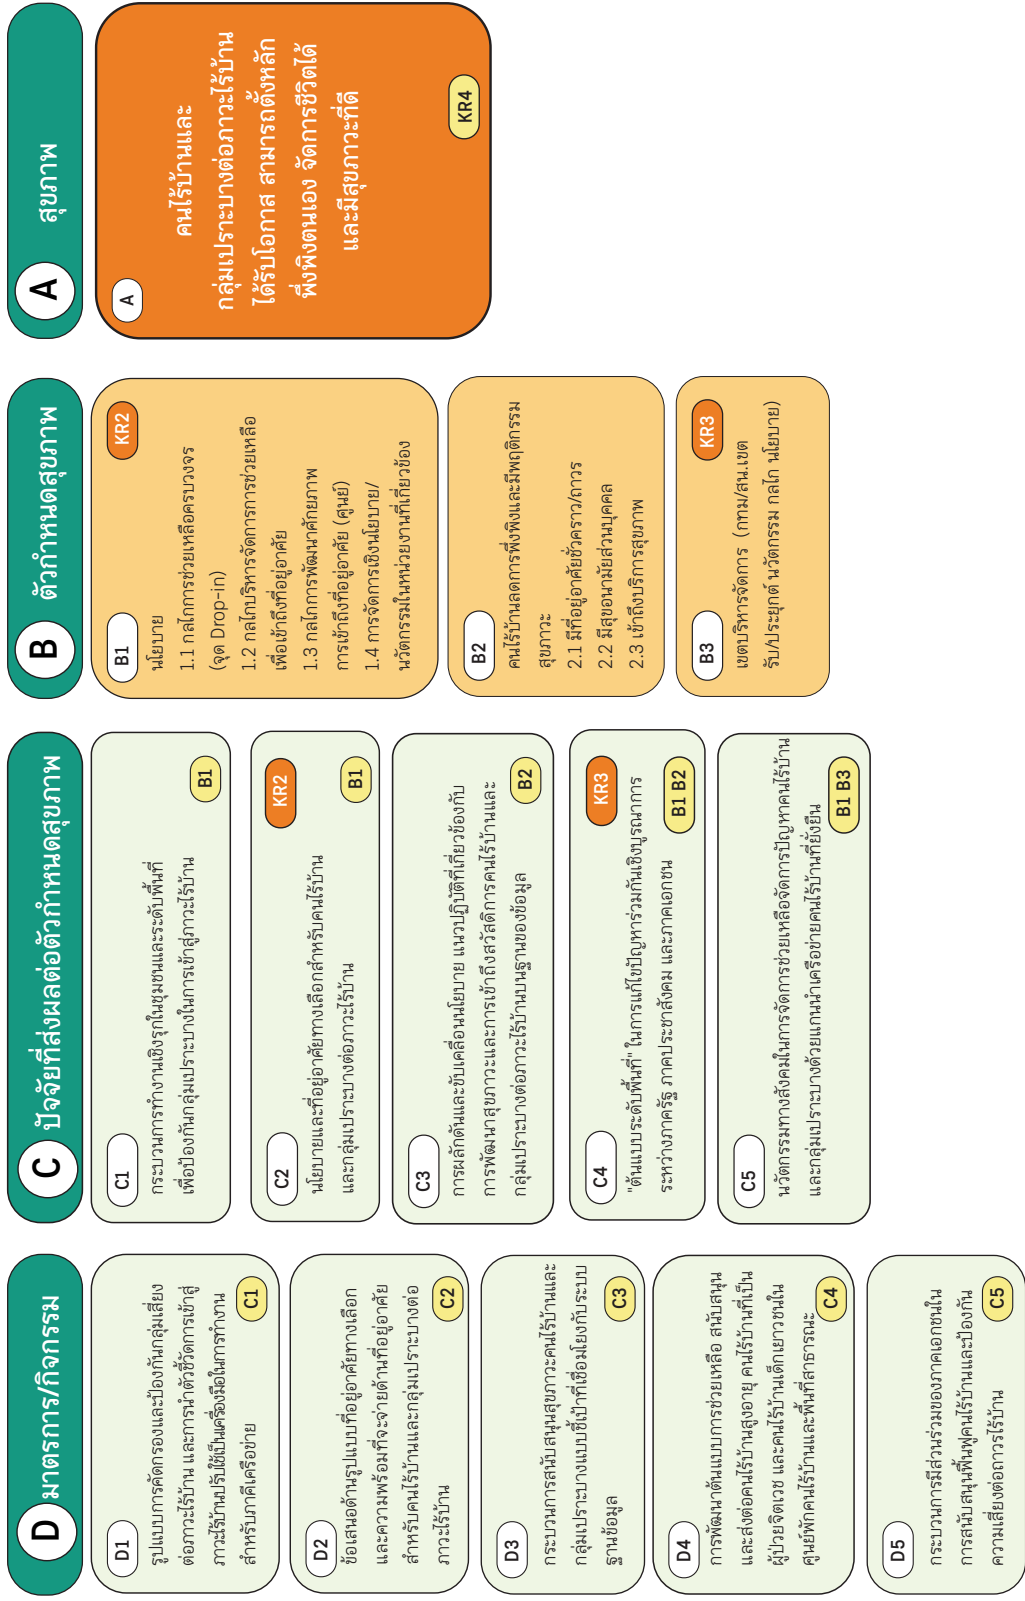 D มาตรการ/กิจกรรม
D1
รูปแบบการคัดกรองและป้องกันกลุ่มเสี่ยง
ต่อภาวะไร้บ้าน และการนำตัวชี้วัดการเข้าสู่
ภาวะไร้บ้านปรับใช้เป็นเครื่องมือในการทำงาน
สำหรับภาคีเครือข่าย
C1
D2
ข้อเสนอด้านรูปแบบที่อยู่อาศัยทางเลือก
และความพร้อมที่จะจ่ายด้านที่อยู่อาศัย
สำหรับคนไร้บ้านและกลุ่มเปราะบางต่อ
ภาวะไร้บ้าน
C2
D3
กระบวนการสนับสนุนสุขภาวะคนไร้บ้านและ
กลุ่มเปราะบางแบบชี้เป้าที่เชื่อมโยงกับระบบ
ฐานข้อมูล
C3
D4
การพัฒนาต้นแบบการช่วยเหลือ สนับสนุน
และส่งต่อคนไร้บ้านสูงอายุ คนไร้บ้านที่เป็น
ผู้ป่วยจิตเวช และคนไร้บ้านเด็กเยาวชนใน
ศูนย์พักคนไร้บ้านและพื้นที่สาธารณะ
C4
D5
กระบวนการมีส่วนร่วมของภาคเอกชนใน
การสนับสนุนฟื้นฟูคนไร้บ้านและป้องกัน
ความเสี่ยงต่อถาวรไร้บ้าน
C5
C ปัจจัยที่ส่งผลต่อตัวกำหนดสุขภาพ
C1
กระบวนการทำงานเชิงรุกในชุมชนและระดับพื้นที่
เพื่อป้องกันกลุ่มเปราะบางในการเข้าสู่ภาวะไร้บ้าน
B1
C2
KR2
นโยบายและที่อยู่อาศัยทางเลือกสำหรับคนไร้บ้าน
และกลุ่มเปราะบางต่อภาวะไร้บ้าน
B1
C3
การผลักดันและขับเคลื่อนนโยบาย แนวปฏิบัติที่เกี่ยวข้องกับ
การพัฒนาสุขภาวะและการเข้าถึงสวัสดิการคนไร้บ้านและ
กลุ่มเปราะบางต่อภาวะไร้บ้านบนฐานของข้อมูล
B2
C4
KR3
"ต้นแบบระดับพื้นที่" ในการแก้ไขปัญหาร่วมกันเชิงบูรณาการ
ระหว่างภาครัฐ ภาคประชาสังคม และภาคเอกชน
B1 B2
C5
นวัตกรรมทางสังคมในการจัดการช่วยเหลือจัดการปัญหาคนไร้บ้าน
และกลุ่มเปราะบางด้วยแกนนำเครือข่ายคนไร้บ้านที่ยั่งยืน
B1 B3
B ตัวกำหนดสุขภาพ
B1
KR2
นโยบาย
1.1 กลไกการช่วยเหลือครบวงจร
(จุด Drop-in)
1.2 กลไกบริหารจัดการการช่วยเหลือ
เพื่อเข้าถึงที่อยู่อาศัย
1.3 กลไกการพัฒนาศักยภาพ
การเข้าถึงที่อยู่อาศัย (ศูนย์)
1.4 การจัดการเชิงนโยบาย/
นวัตกรรมในหน่วยงานที่เกี่ยวข้อง
B2
คนไร้บ้านลดการพึ่งพิงและมีพฤติกรรม
สุขภาวะ
2.1 มีที่อยู่อาศัยชั่วคราว/ถาวร
2.2 มีสุขอนามัยส่วนบุคคล
2.3 เข้าถึงบริการสุขภาพ
B3
KR3
เขตบริหารจัดการ (กทม/สน.เขต
รับ/ประยุกต์ นวัตกรรม กลไก นโยบาย)
A สุขภาพ
A
คนไร้บ้านและ
กลุ่มเปราะบางต่อภาวะไร้บ้าน
ได้รับโอกาส สามารถตั้งหลัก
พึ่งพิงตนเอง จัดการชีวิตได้
และมีสุขภาวะที่ดี
KR4